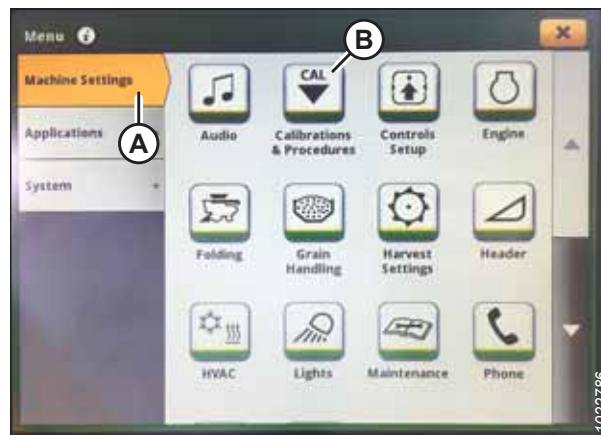 Menu i
B
Machine Settings
A
Applications
System
CAL
Audio
Calibrations
& Procedures
Controls
Setup
Engine
Folding
Grain
Handling
Harvest
Settings
Header
HVAC
Lights
Maintenance
Phone
1022786